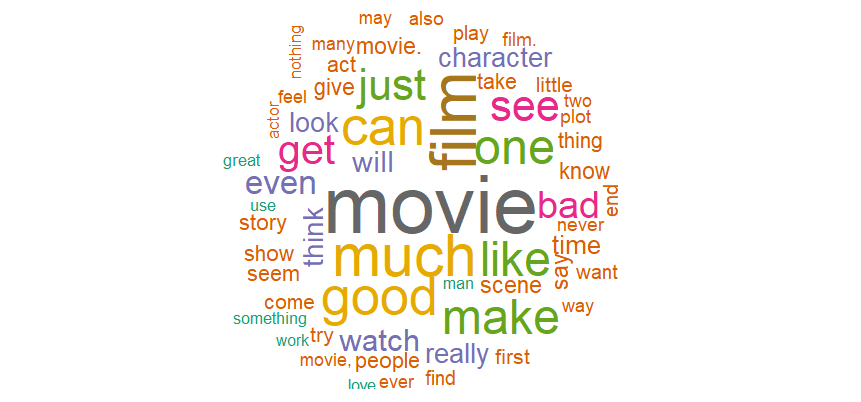 may also
nothing many movie. play film.
act character
feel give just film take little
actor look can see two
plot
great get will one thing
even know
use movie bad end
story think never
show much like time
seem man scene say want
come good make way
something
work try watch really first
movie, people
love ever find